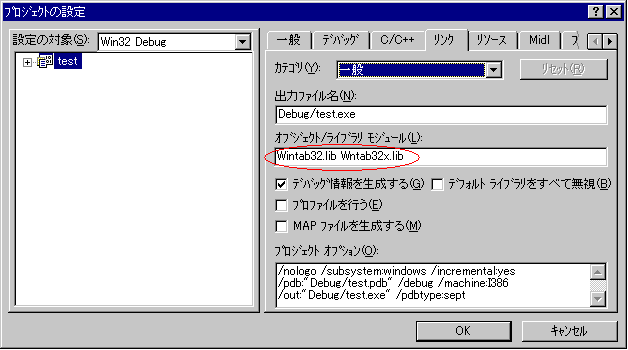 プロジェクトの設定
設定の対象(S):
Win32 Debug
test
一般
デバッグ
C/C++
リンク
リソース
Midl
カテゴリ(Y):
一般
リセット(R)
出力ファイル名(N):
Debug/test.exe
オブジェクト/ライブラリ モジュール(L):
Wintab32.lib Wntab32x.lib
デバッグ情報を生成する(G)
デフォルト ライブラリをすべて無視(B)
プロファイルを行う(E)
MAP ファイルを生成する(M)
プロジェクト オプション(O):
/nologo /subsystem:windows /incremental:yes
/pdb:"Debug/test.pdb" /debug /machine:I386
/out:"Debug/test.exe" /pdbtype:sept
OK
キャンセル